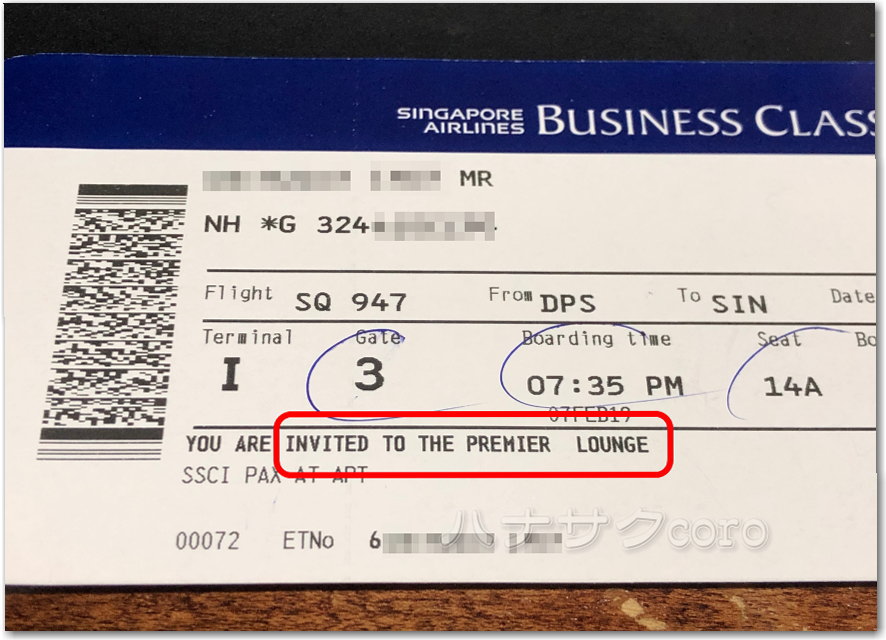 SINGAPORE
AIRLINES
BUSINESS CLASS
MR
NH *G 324
Flight SQ 947 From DPS To SIN Date
Terminal Gate Boarding time Seat Bo
I 3 07:35 PM 14A
07FEB19
YOU ARE INVITED TO THE PREMIER LOUNGE
SSCI PAX AT APT
00072 ETNo 6
ハナサクcoro